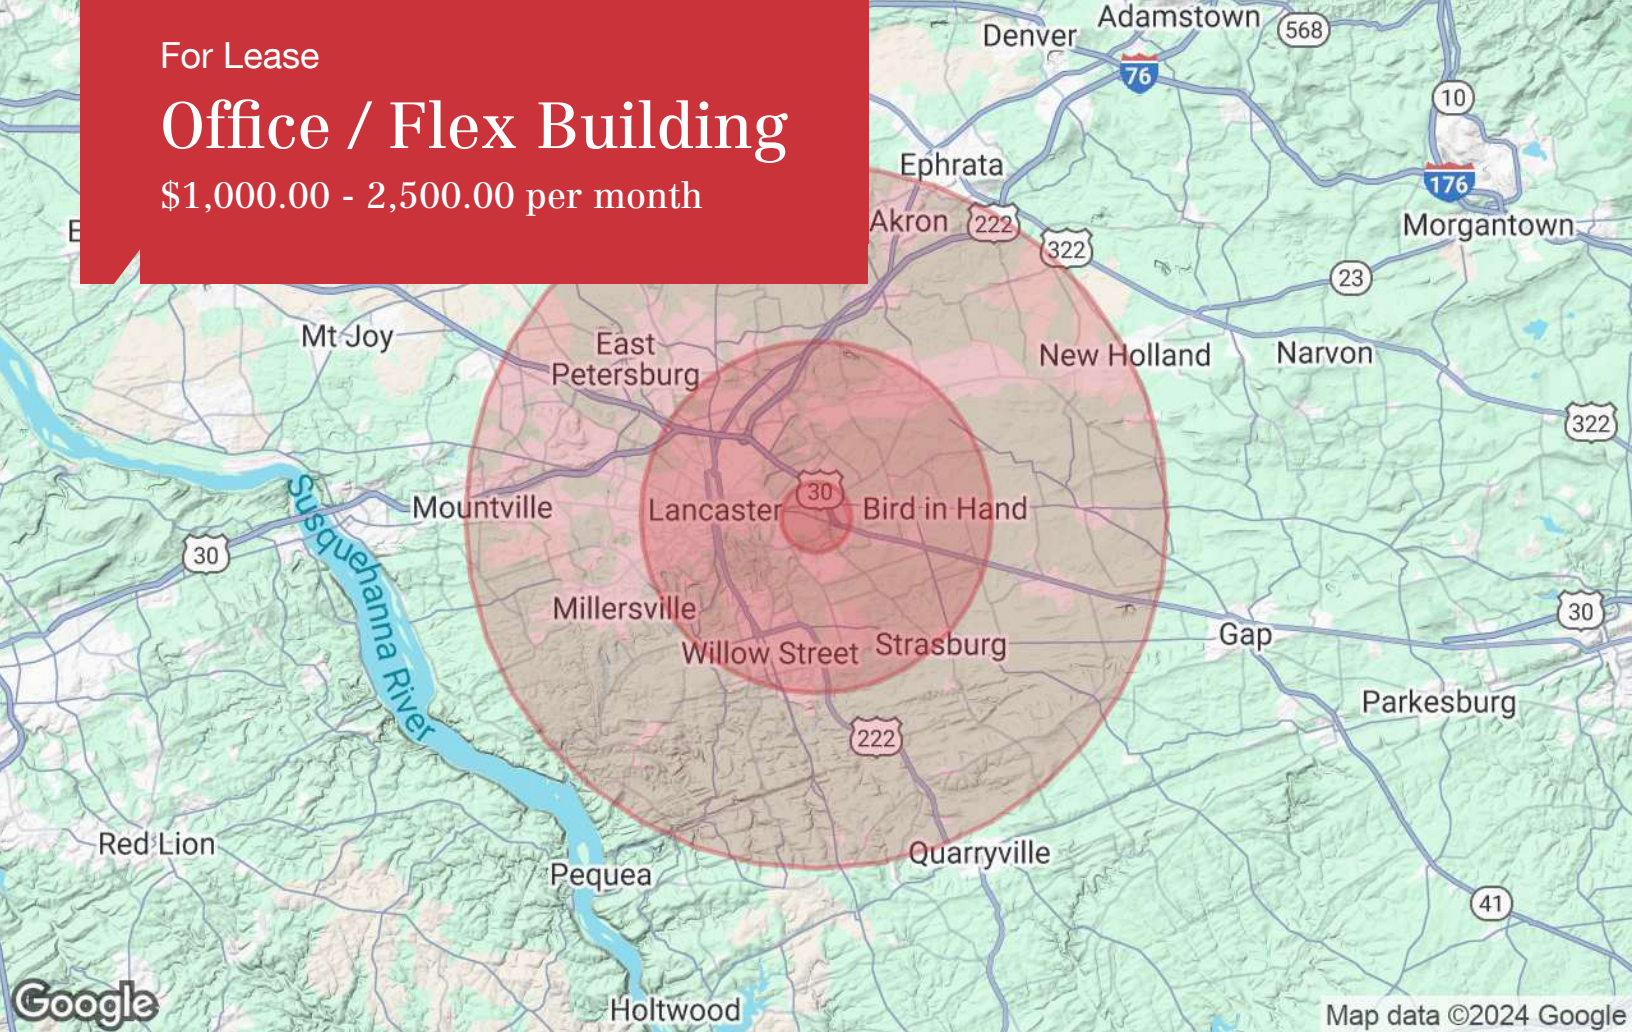 For Lease
Office / Flex Building
$1,000.00 - 2,500.00 per month
Adamstown
Denver
568
76
10
Ephrata
176
Akron
222
322
Morgantown
23
Mt Joy
East
Petersburg
New Holland
Narvon
322
30
Mountville
Lancaster
Bird in Hand
Susquehanna River
30
Millersville
30
Willow Street
Strasburg
Gap
Parkesburg
222
Red Lion
Quarryville
Pequea
41
Google
Holtwood
Map data ©2024 Google